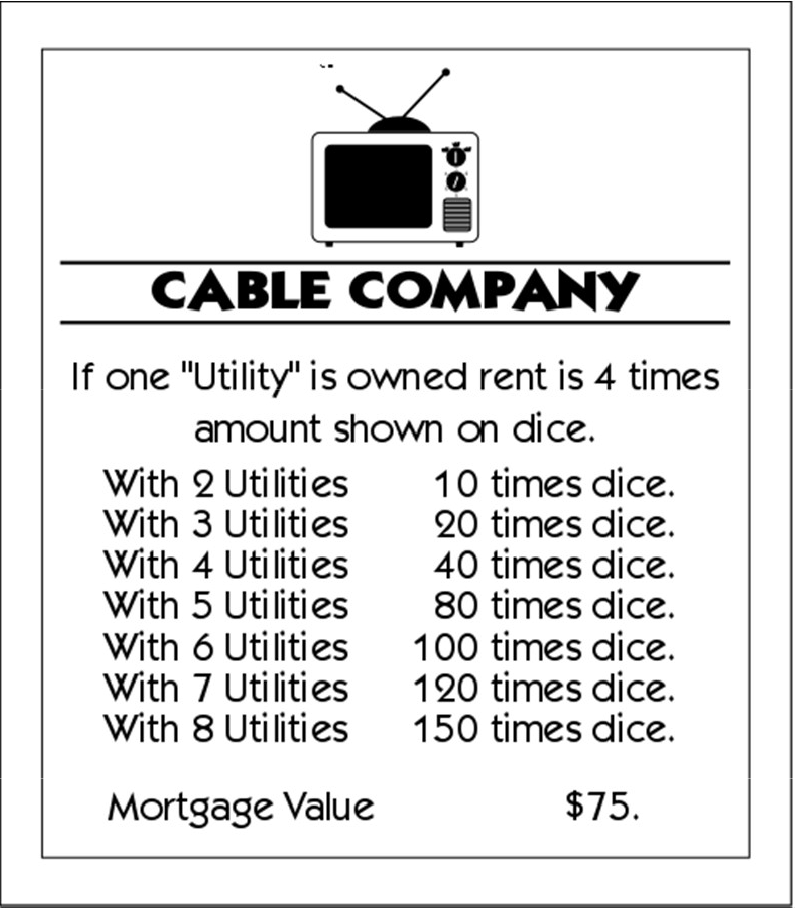 CABLE COMPANY
If one "Utility" is owned rent is 4 times
amount shown on dice.
With 2 Utilities 10 times dice.
With 3 Utilities 20 times dice.
With 4 Utilities 40 times dice.
With 5 Utilities 80 times dice.
With 6 Utilities 100 times dice.
With 7 Utilities 120 times dice.
With 8 Utilities 150 times dice.
Mortgage Value $75.